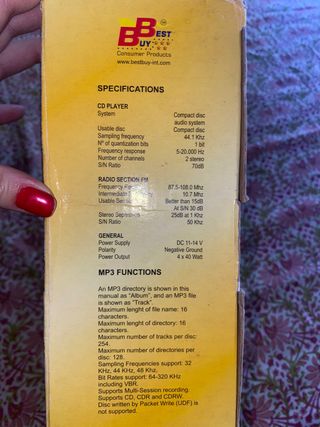 BB EST
BUY
Consumer Products
www.bestbuy-int.com
SPECIFICATIONS
CD PLAYER
System Compact disc
audio system
Usable disc Compact disc
Sampling frequency 44.1 Khz
Nº of quantization bits 1 bit
Frequency response 5-20.000 Hz
Number of channels 2 stereo
S/N Ratio 70dB
RADIO SECTION FM
Frequency 87.5-108.0 Mhz
Intermediate 10.7 Mhz
Usable Better than 15dB
At S/N 30 dB
Stereo Seperation 25dB at 1 Khz
S/N Ratio 50 Khz
GENERAL
Power Supply DC 11-14 V
Polarity Negative Ground
Power Output 4 x 40 Watt
MP3 FUNCTIONS
An MP3 directory is shown in this
manual as "Album", and an MP3 file
is shown as "Track".
Maximum lenght of file name: 16
characters.
Maximum lenght of directory: 16
characters.
Maximum number of tracks per disc:
254.
Maximum number of directories per
disc: 128.
Sampling Frequencies support: 32
KHz, 44 KHz, 48 Khz.
Bit Rates support: 64-320 KHz
including VBR.
Supports Multi-Session recording.
Supports CD, CDR and CDRW.
Disc written by Packet Write (UDF) is
not supported.